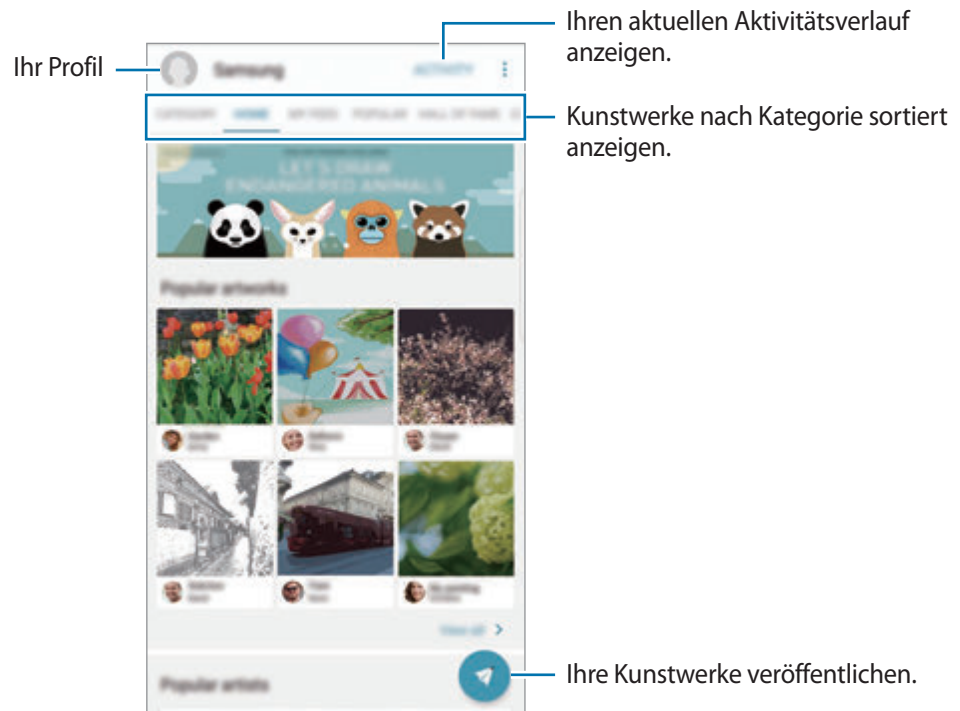 Ihren aktuellen Aktivitätsverlauf
anzeigen.
Ihr Profil
Samsung
ACTIVITY
Kunstwerke nach Kategorie sortiert
anzeigen.
CATEGORY HOME MY FEED POPULAR HALL OF FAME
LET'S DRAW
ENDANGERED ANIMALS
Popular artworks
View all
Ihre Kunstwerke veröffentlichen.
Popular artists